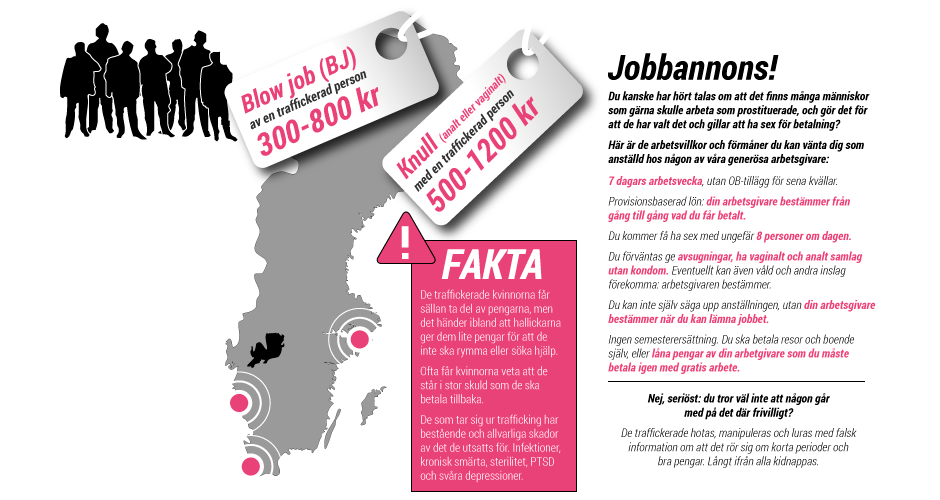 Blow job (BJ)
av en traffickerad person
300-800 kr
Knull (analt eller vaginalt)
med en traffickerad person
500-1200 kr
!
FAKTA
De traffickerade kvinnorna får
sällan ta del av pengarna, men
det händer ibland att hallickarna
ger dem lite pengar för att de
inte ska rymma eller söka hjälp.
Ofta får kvinnorna veta att de
står i stor skuld som de ska
betala tillbaka.
De som tar sig ur trafficking har
bestående och allvarliga skador
av det de utsatts för. Infektioner,
kronisk smärta, sterilitet, PTSD
och svåra depressioner.
Jobbannons!
Du kanske har hört talas om att det finns många människor
som gärna skulle arbeta som prostituerade, och gör det för
att de har valt det och gillar att ha sex för betalning?
Här är de arbetsvillkor och förmåner du kan vänta dig som
anställd hos någon av våra generösa arbetsgivare:
7 dagars arbetsvecka, utan OB-tillägg för sena kvällar.
Provisionsbaserad lön: din arbetsgivare bestämmer från
gång till gång vad du får betalt.
Du kommer få ha sex med ungefär 8 personer om dagen.
Du förväntas ge avsugningar, ha vaginalt och analt samlag
utan kondom. Eventuellt kan även våld och andra inslag
förekomma: arbetsgivaren bestämmer.
Du kan inte själv säga upp anställningen, utan din arbetsgivare
bestämmer när du kan lämna jobbet.
Ingen semesterersättning. Du ska betala resor och boende
själv, eller låna pengar av din arbetgivare som du måste
betala igen med gratis arbete.
Nej, seriöst: du tror väl inte att någon går
med på det där frivilligt?
De traffickerade hotas, manipuleras och luras med falsk
information om att det rör sig om korta perioder och
bra pengar. Långt ifrån alla kidnappas.